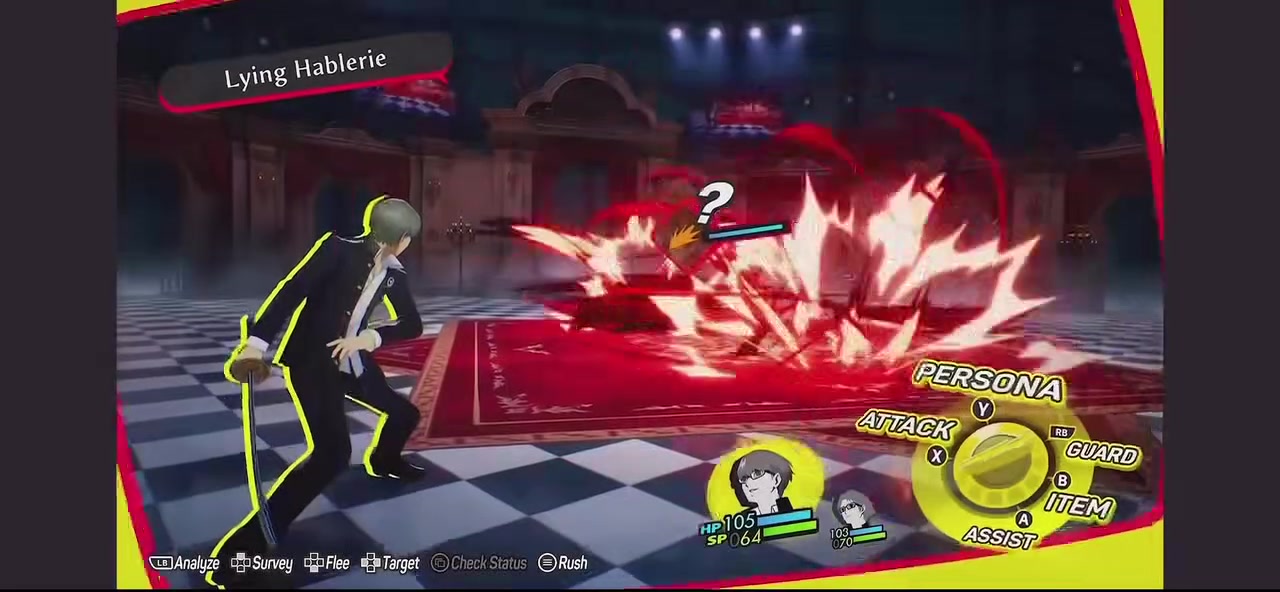 Lying Hablerie
?
PERSONA
Y
ATTACK
X
RB
GUARD
B
ITEM
A
ASSIST
HP 105
SP 064
103
070
LB Analyze
Survey
Flee
Target
Check Status
Rush